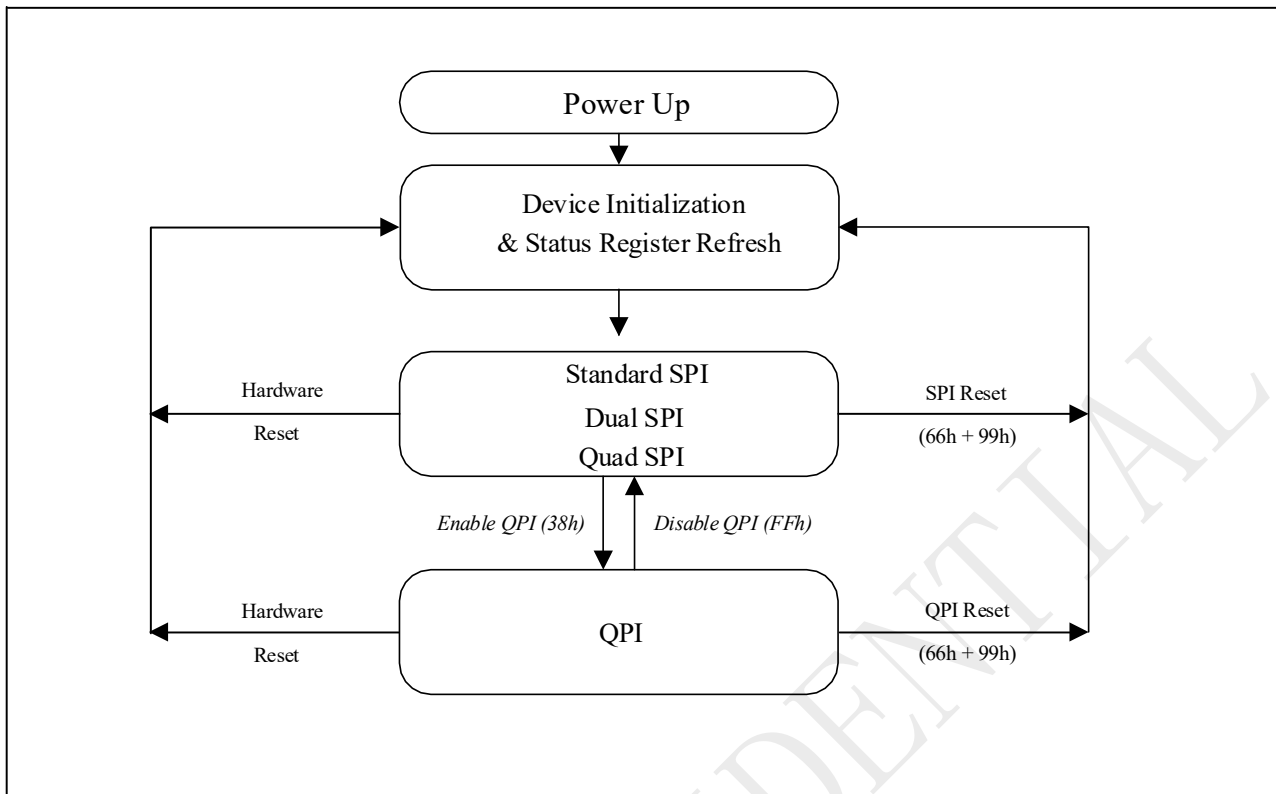 Power Up
Device Initialization
& Status Register Refresh
Standard SPI
Dual SPI
Quad SPI
Hardware
Reset
SPI Reset
(66h + 99h)
Enable QPI (38h)
Disable QPI (FFh)
QPI
Hardware
Reset
QPI Reset
(66h + 99h)
DENTIAL